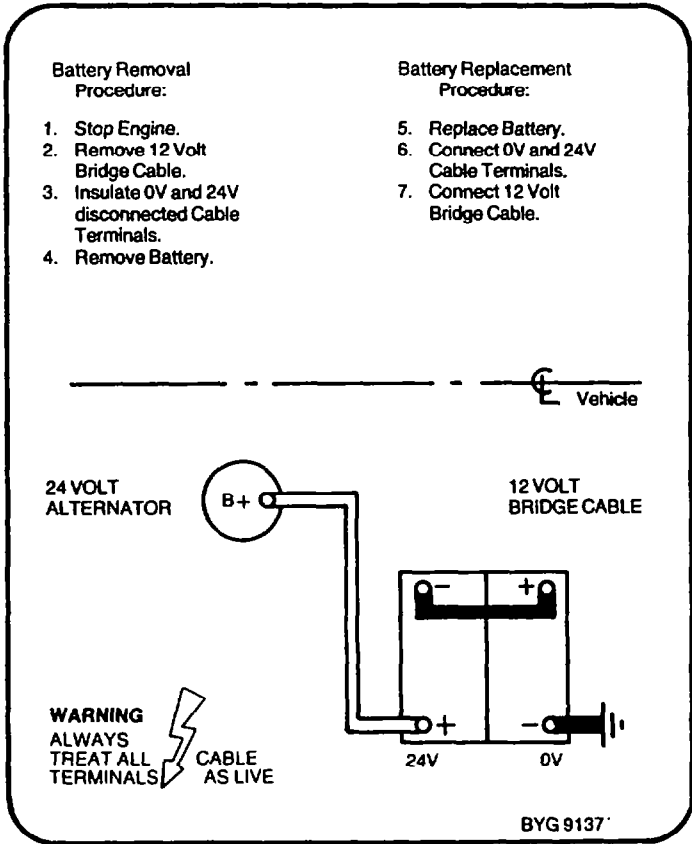 Battery Removal
Procedure:
1. Stop Engine.
2. Remove 12 Volt
Bridge Cable.
3. Insulate 0V and 24V
disconnected Cable
Terminals.
4. Remove Battery.
Battery Replacement
Procedure:
5. Replace Battery.
6. Connect 0V and 24V
Cable Terminals.
7. Connect 12 Volt
Bridge Cable.
Vehicle
24 VOLT
ALTERNATOR
B+
12 VOLT
BRIDGE CABLE
- +
+ -
24V 0V
WARNING
ALWAYS
TREAT ALL CABLE
TERMINALS AS LIVE
BYG 9137